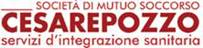 SOCIETÀ DI MUTUO SOCCORSO
CESAREPOZZO
servizi d'integrazione sanitaria